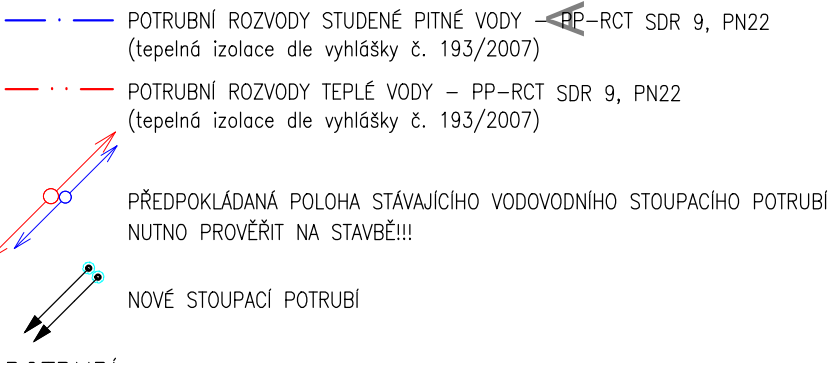 POTRUBNÍ ROZVODY STUDENÉ PITNÉ VODY – PP–RCT SDR 9, PN22
(tepelná izolace dle vyhlášky č. 193/2007)
POTRUBNÍ ROZVODY TEPLÉ VODY – PP–RCT SDR 9, PN22
(tepelná izolace dle vyhlášky č. 193/2007)
PŘEDPOKLÁDANÁ POLOHA STÁVAJÍCÍHO VODOVODNÍHO STOUPACÍHO POTRUBÍ
NUTNO PROVĚŘIT NA STAVBĚ!!!
NOVÉ STOUPACÍ POTRUBÍ